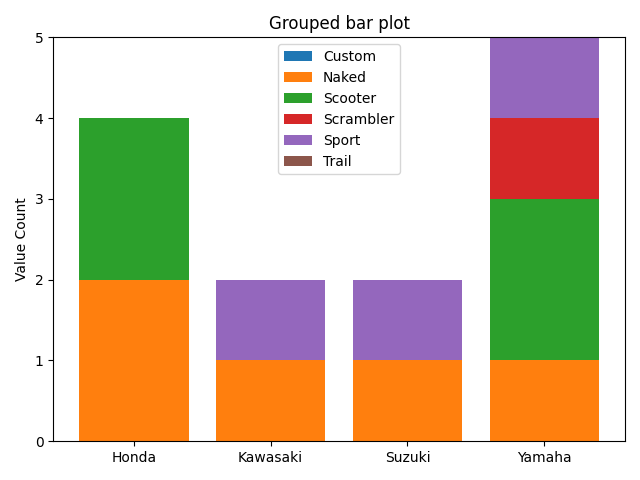 Grouped bar plot
Custom
Naked
Scooter
Scrambler
Sport
Trail
Value Count
5
4
3
2
1
0
Honda Kawasaki Suzuki Yamaha